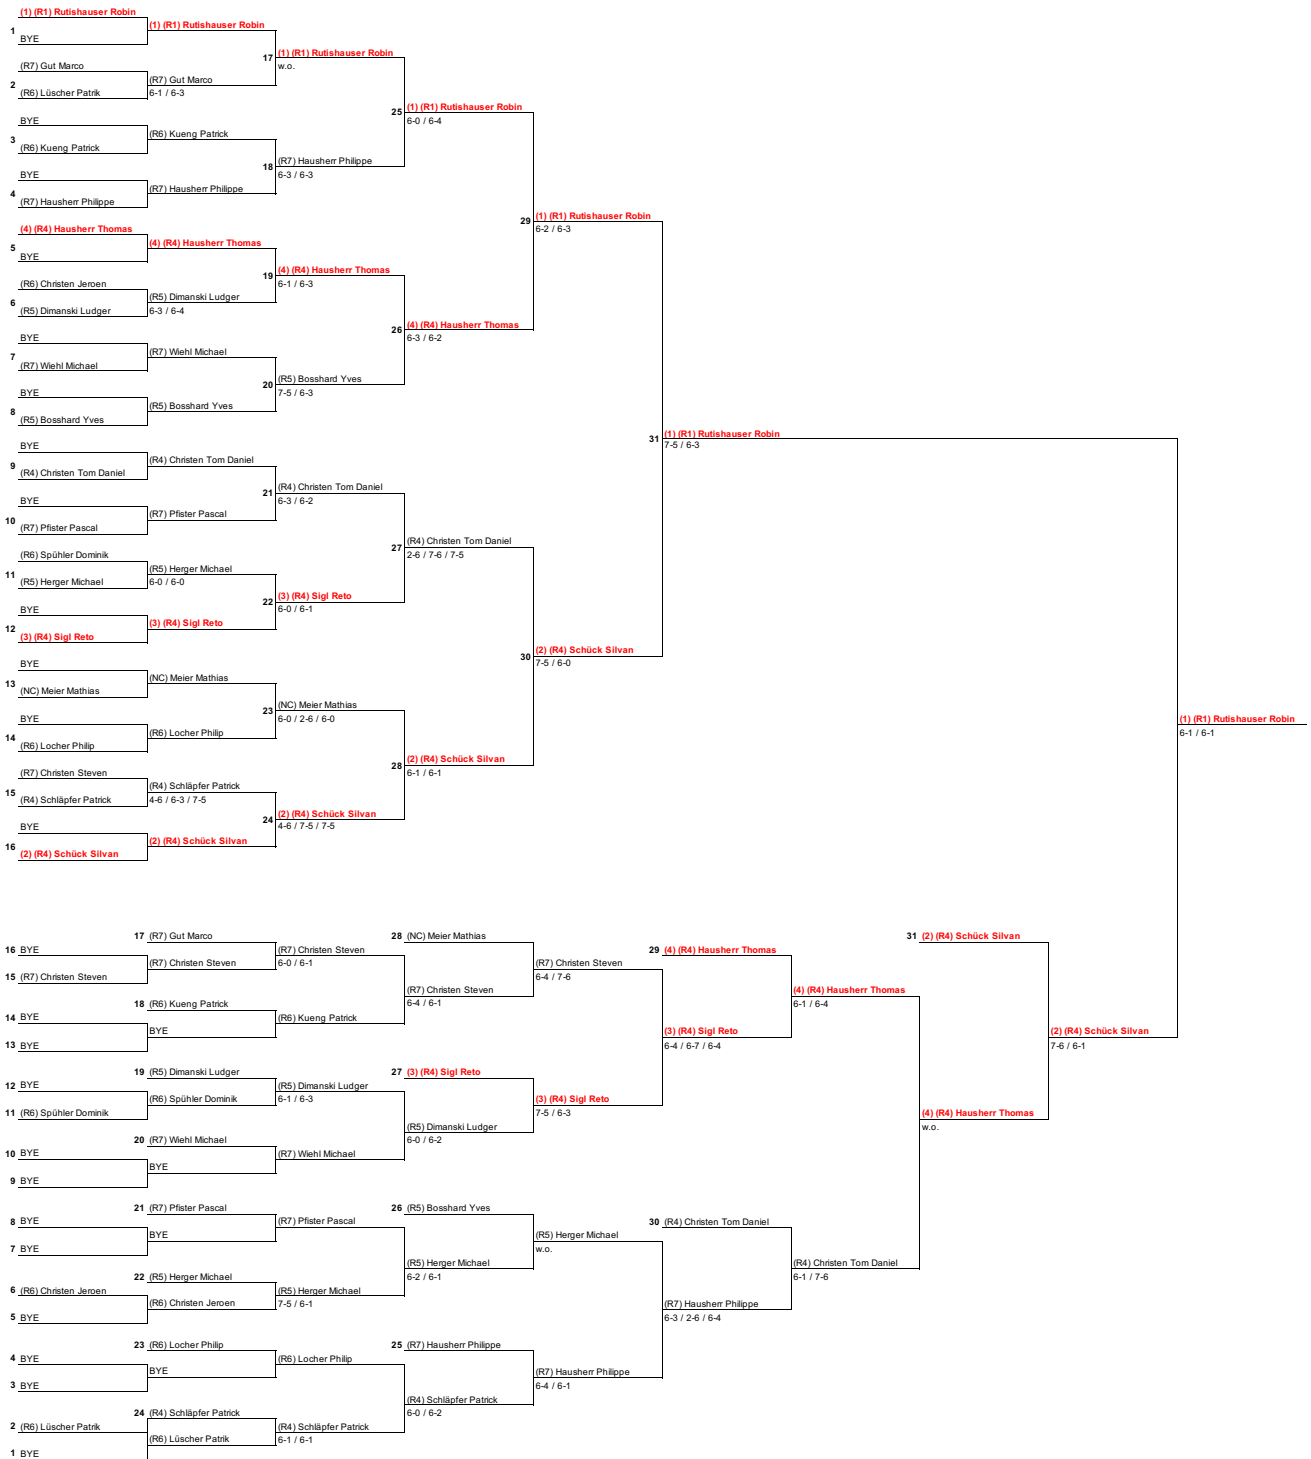 (1) (R1) Rutishauser Robin
1
(1) (R1) Rutishauser Robin
BYE
17
(1) (R1) Rutishauser Robin
w.o.
(R7) Gut Marco
2
(R7) Gut Marco
6-1 / 6-3
(R6) Lüscher Patrik
25
(1) (R1) Rutishauser Robin
6-0 / 6-4
BYE
3
(R6) Kueng Patrick
(R6) Kueng Patrick
18
(R7) Hausherr Philippe
6-3 / 6-3
BYE
4
(R7) Hausherr Philippe
(R7) Hausherr Philippe
29
(1) (R1) Rutishauser Robin
6-2 / 6-3
(4) (R4) Hausherr Thomas
5
(4) (R4) Hausherr Thomas
BYE
19
(4) (R4) Hausherr Thomas
6-1 / 6-3
(R6) Christen Jeroen
6
(R5) Dimanski Ludger
6-3 / 6-4
(R5) Dimanski Ludger
26
(4) (R4) Hausherr Thomas
6-3 / 6-2
BYE
7
(R7) Wiehl Michael
(R7) Wiehl Michael
20
(R5) Bosshard Yves
7-5 / 6-3
BYE
8
(R5) Bosshard Yves
(R5) Bosshard Yves
31
(1) (R1) Rutishauser Robin
7-5 / 6-3
BYE
9
(R4) Christen Tom Daniel
(R4) Christen Tom Daniel
21
(R4) Christen Tom Daniel
6-3 / 6-2
BYE
10
(R7) Pfister Pascal
(R7) Pfister Pascal
27
(R4) Christen Tom Daniel
2-6 / 7-6 / 7-5
(R6) Spühler Dominik
11
(R5) Herger Michael
6-0 / 6-0
(R5) Herger Michael
22
(3) (R4) Sigl Reto
6-0 / 6-1
BYE
12
(3) (R4) Sigl Reto
(3) (R4) Sigl Reto
30
(2) (R4) Schück Silvan
7-5 / 6-0
BYE
13
(NC) Meier Mathias
(NC) Meier Mathias
23
(NC) Meier Mathias
6-0 / 2-6 / 6-0
BYE
14
(R6) Locher Philip
(R6) Locher Philip
28
(2) (R4) Schück Silvan
6-1 / 6-1
(R7) Christen Steven
15
(R4) Schläpfer Patrick
4-6 / 6-3 / 7-5
(R4) Schläpfer Patrick
24
(2) (R4) Schück Silvan
4-6 / 7-5 / 7-5
BYE
16
(2) (R4) Schück Silvan
(2) (R4) Schück Silvan
(1) (R1) Rutishauser Robin
6-1 / 6-1
17 (R7) Gut Marco
28 (NC) Meier Mathias
31 (2) (R4) Schück Silvan
16 BYE
(R7) Christen Steven
6-0 / 6-1
29 (4) (R4) Hausherr Thomas
(R7) Christen Steven
15 (R7) Christen Steven
(R7) Christen Steven
6-4 / 7-6
(R7) Christen Steven
6-4 / 6-1
(4) (R4) Hausherr Thomas
6-1 / 6-4
18 (R6) Kueng Patrick
14 BYE
(R6) Kueng Patrick
BYE
13 BYE
(3) (R4) Sigl Reto
6-4 / 6-7 / 6-4
(2) (R4) Schück Silvan
7-6 / 6-1
19 (R5) Dimanski Ludger
27 (3) (R4) Sigl Reto
12 BYE
(R5) Dimanski Ludger
6-1 / 6-3
(R6) Spühler Dominik
(3) (R4) Sigl Reto
7-5 / 6-3
11 (R6) Spühler Dominik
(4) (R4) Hausherr Thomas
w.o.
(R5) Dimanski Ludger
6-0 / 6-2
20 (R7) Wiehl Michael
10 BYE
(R7) Wiehl Michael
BYE
9 BYE
21 (R7) Pfister Pascal
26 (R5) Bosshard Yves
8 BYE
(R7) Pfister Pascal
30 (R4) Christen Tom Daniel
BYE
(R5) Herger Michael
w.o.
7 BYE
(R5) Herger Michael
6-2 / 6-1
(R4) Christen Tom Daniel
6-1 / 7-6
22 (R5) Herger Michael
6 (R6) Christen Jeroen
(R5) Herger Michael
7-5 / 6-1
(R6) Christen Jeroen
(R7) Hausherr Philippe
6-3 / 2-6 / 6-4
5 BYE
23 (R6) Locher Philip
25 (R7) Hausherr Philippe
4 BYE
(R6) Locher Philip
BYE
(R7) Hausherr Philippe
6-4 / 6-1
3 BYE
(R4) Schläpfer Patrick
6-0 / 6-2
24 (R4) Schläpfer Patrick
2 (R6) Lüscher Patrik
(R4) Schläpfer Patrick
6-1 / 6-1
(R6) Lüscher Patrik
1 BYE